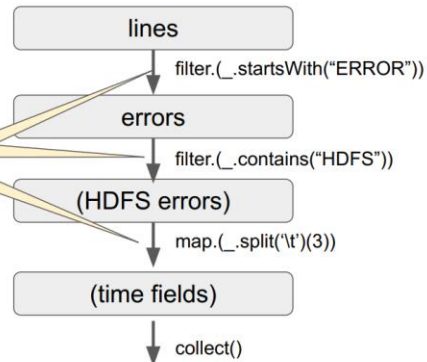 lines
filter.(_.startsWith(“ERROR”))
errors
filter.(_.contains(“HDFS”))
(HDFS errors)
map.(_.split(‘\t’)(3))
(time fields)
collect()